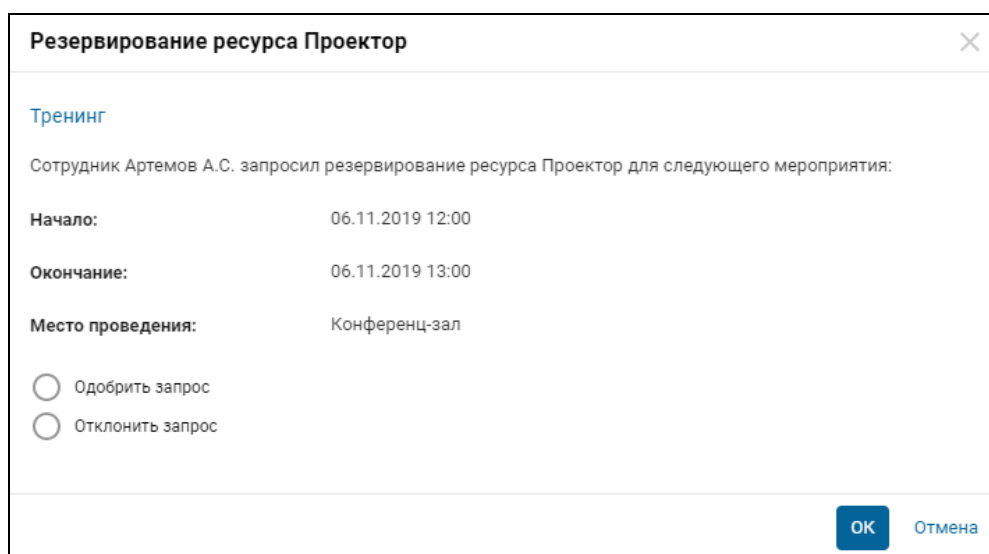 Резервирование ресурса Проектор
Тренинг
Сотрудник Артемов А.С. запросил резервирование ресурса Проектор для следующего мероприятия:
Начало: 06.11.2019 12:00
Окончание: 06.11.2019 13:00
Место проведения: Конференц-зал
Одобрить запрос
Отклонить запрос
ОК Отмена